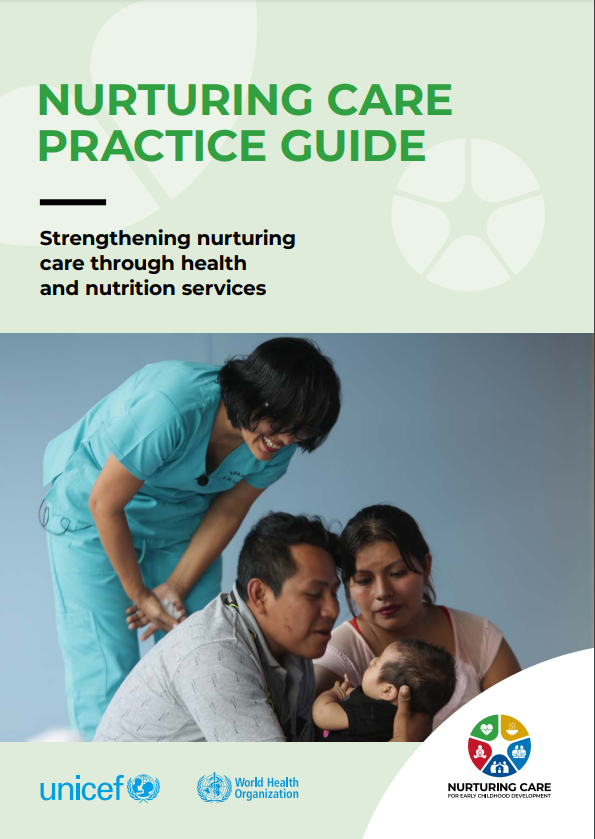 NURTURING CARE
PRACTICE GUIDE
Strengthening nurturing
care through health
and nutrition services
unicef
World Health
Organization
NURTURING CARE
FOR EARLY CHILDHOOD DEVELOPMENT